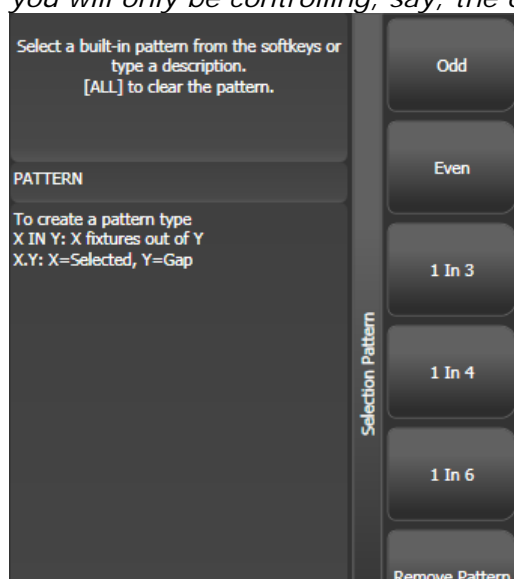 you will only be controlling, say, the
Select a built-in pattern from the softkeys or
type a description.
[ALL] to clear the pattern.
PATTERN
To create a pattern type
X IN Y: X fixtures out of Y
X.Y: X=Selected, Y=Gap
Selection Pattern
Odd
Even
1 In 3
1 In 4
1 In 6
Remove Pattern